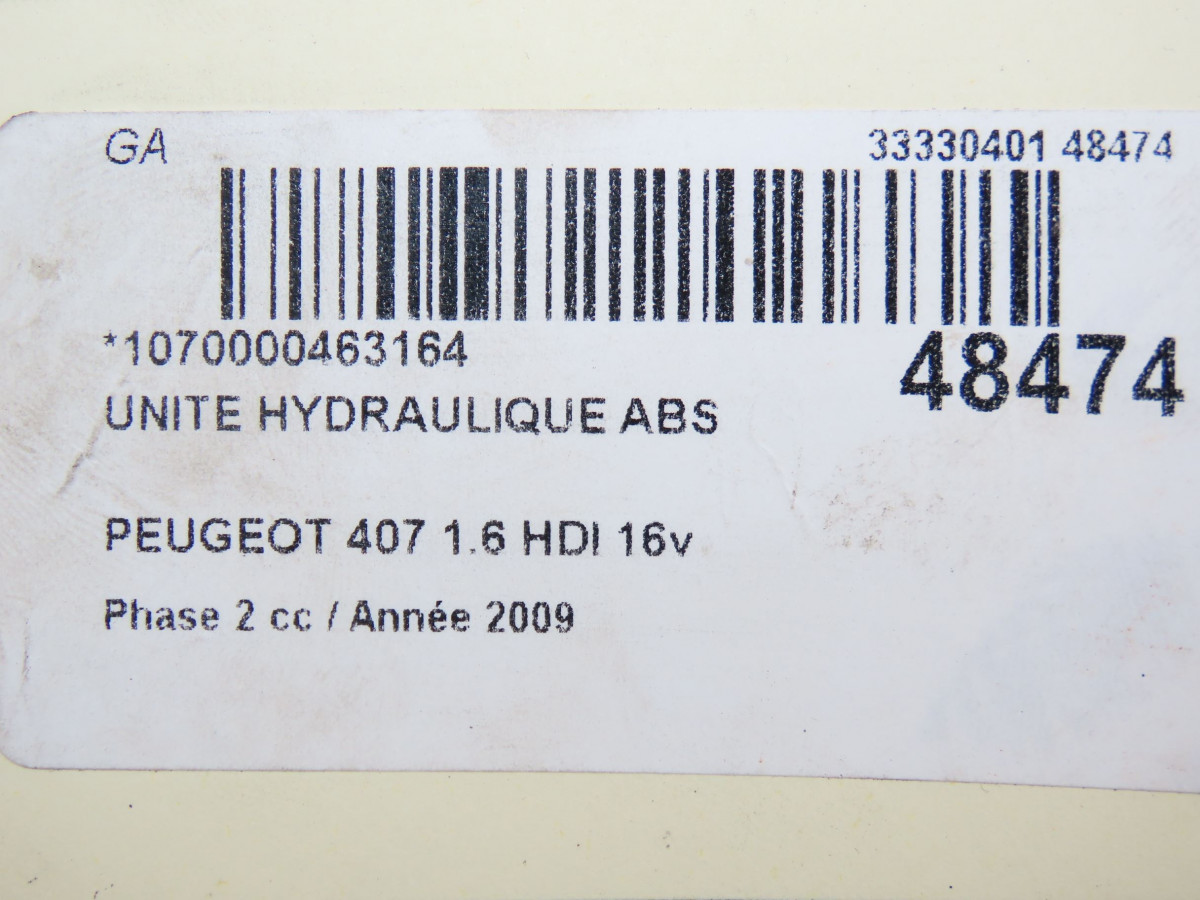 GA 33330401 48474
*1070000463164 48474
UNITE HYDRAULIQUE ABS
PEUGEOT 407 1.6 HDI 16v
Phase 2 cc / Année 2009